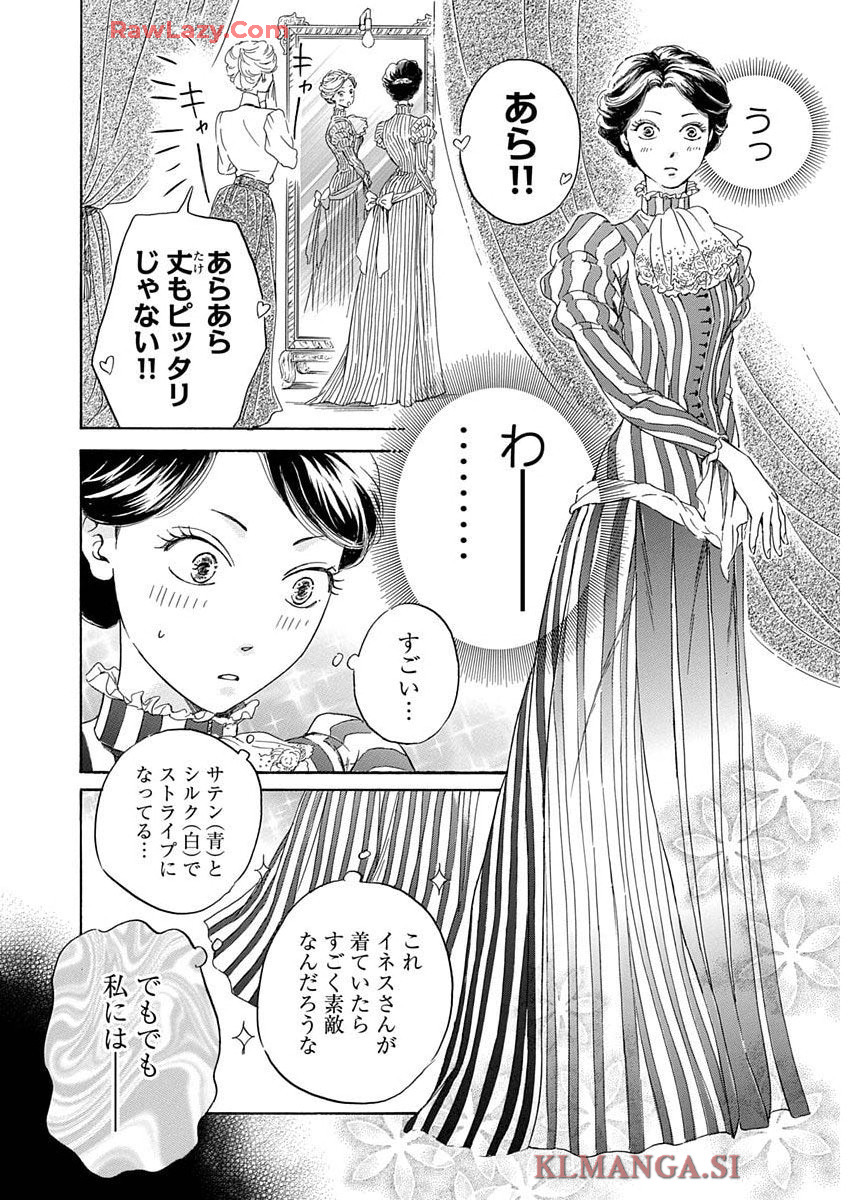 RawLazy.Com
うっ
あら!!
キャー
キャー
あらあら
丈もピッタリ
たけ
じゃない!!
わ――
………
すごい…
サテン(青)と
シルク(白)で
ストライプに
なってる…
これ
イネスさんが
着ていたら
すごく素敵
なんだろうな
でもでも
私には――
KLMANGA.SI